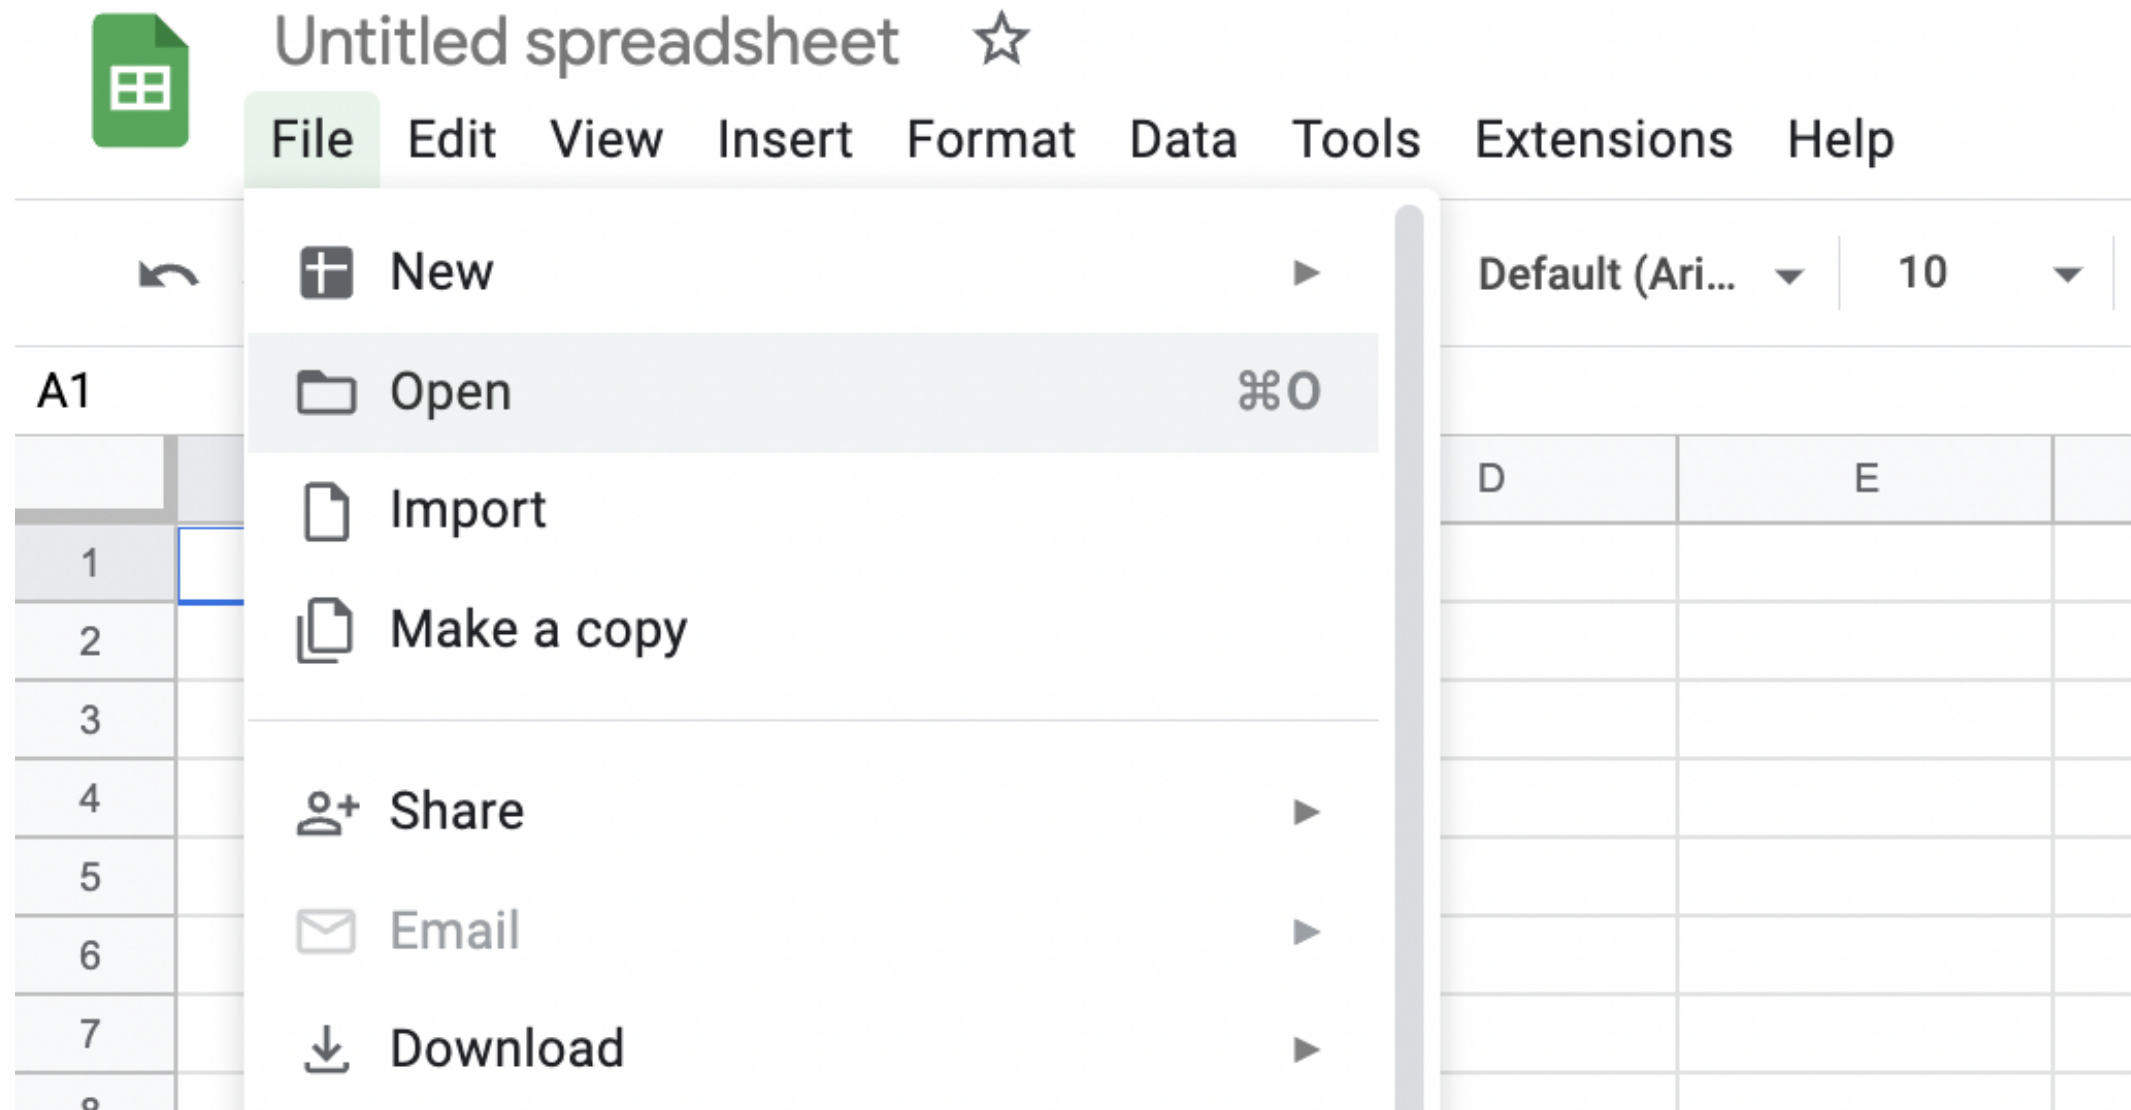 Untitled spreadsheet
File Edit View Insert Format Data Tools Extensions Help
New
Default (Ari... 10
Open ⌘O
A1
D E
Import
1
Make a copy
2
3
Share
4
5
Email
6
Download
7
8